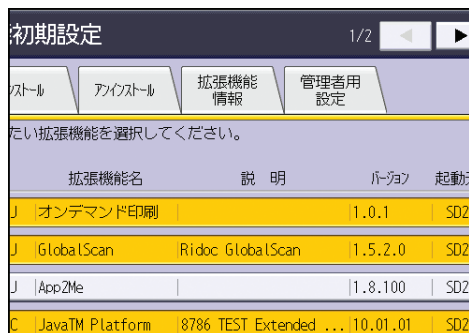 初期設定 1/2
ストール アンインストール 拡張機能情報 管理者用設定
たい拡張機能を選択してください。
拡張機能名 説 明 バージョン 起動
J オンデマンド印刷 1.0.1 SD2
J GlobalScan Ridoc GlobalScan 1.5.2.0 SD2
J App2Me 1.8.100 SD2
C JavaTM Platform 8786 TEST Extended ... 10.01.01 SD2